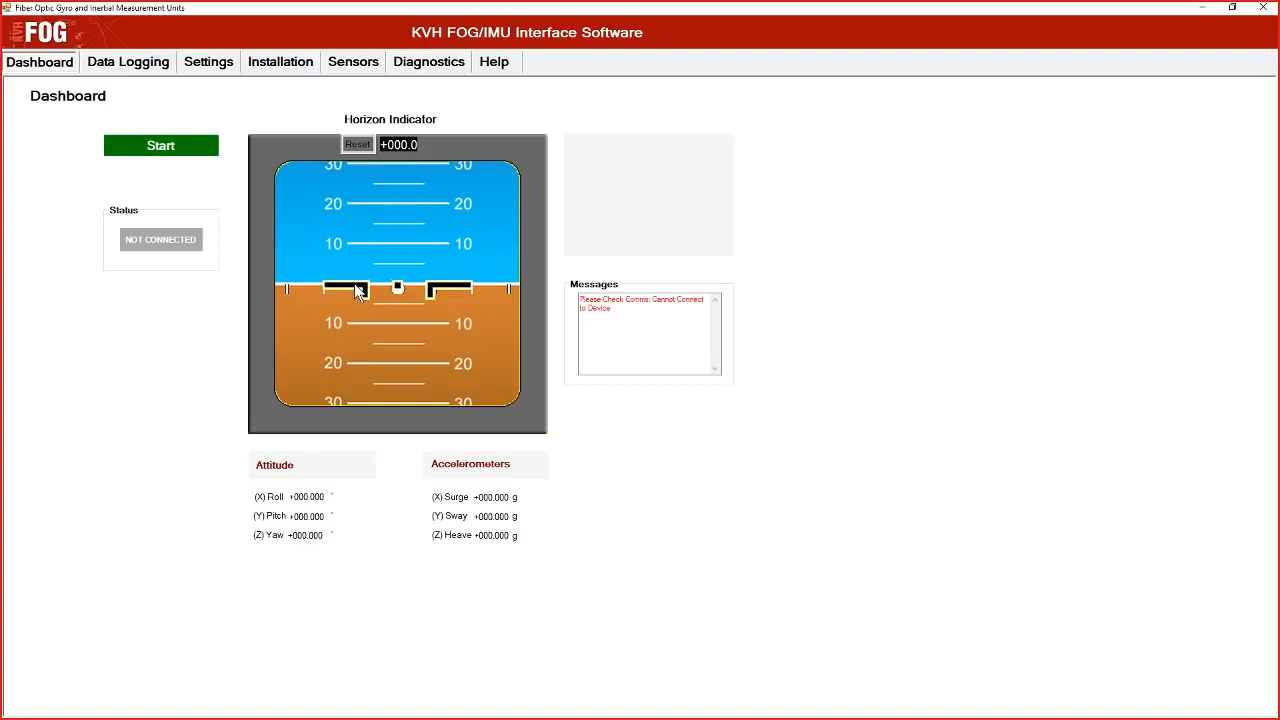 Fiber Optic Gyro and Inertial Measurement Units
KVH FOG
KVH FOG/IMU Interface Software
Dashboard Data Logging Settings Installation Sensors Diagnostics Help
Dashboard
Horizon Indicator
Start
Reset +000.0
30 30
20 20
10 10
10 10
20 20
30 30
Status
NOT CONNECTED
Messages
Please Check Comms: Cannot Connect
to Device
Attitude
(X) Roll +000.000 °
(Y) Pitch +000.000 °
(Z) Yaw +000.000 °
Accelerometers
(X) Surge +000.000 g
(Y) Sway +000.000 g
(Z) Heave +000.000 g